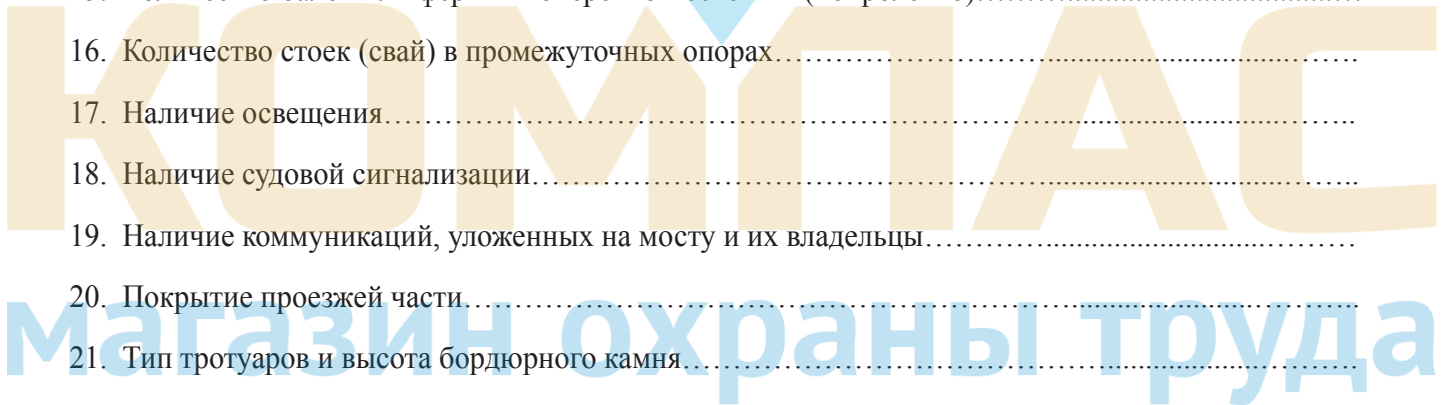 16. Количество стоек (свай) в промежуточных опорах
17. Наличие освещения
18. Наличие судовой сигнализации
19. Наличие коммуникаций, уложенных на мосту и их владельцы
20. Покрытие проезжей части
21. Тип тротуаров и высота бордюрного камня
КОМПАС
магазин охраны труда